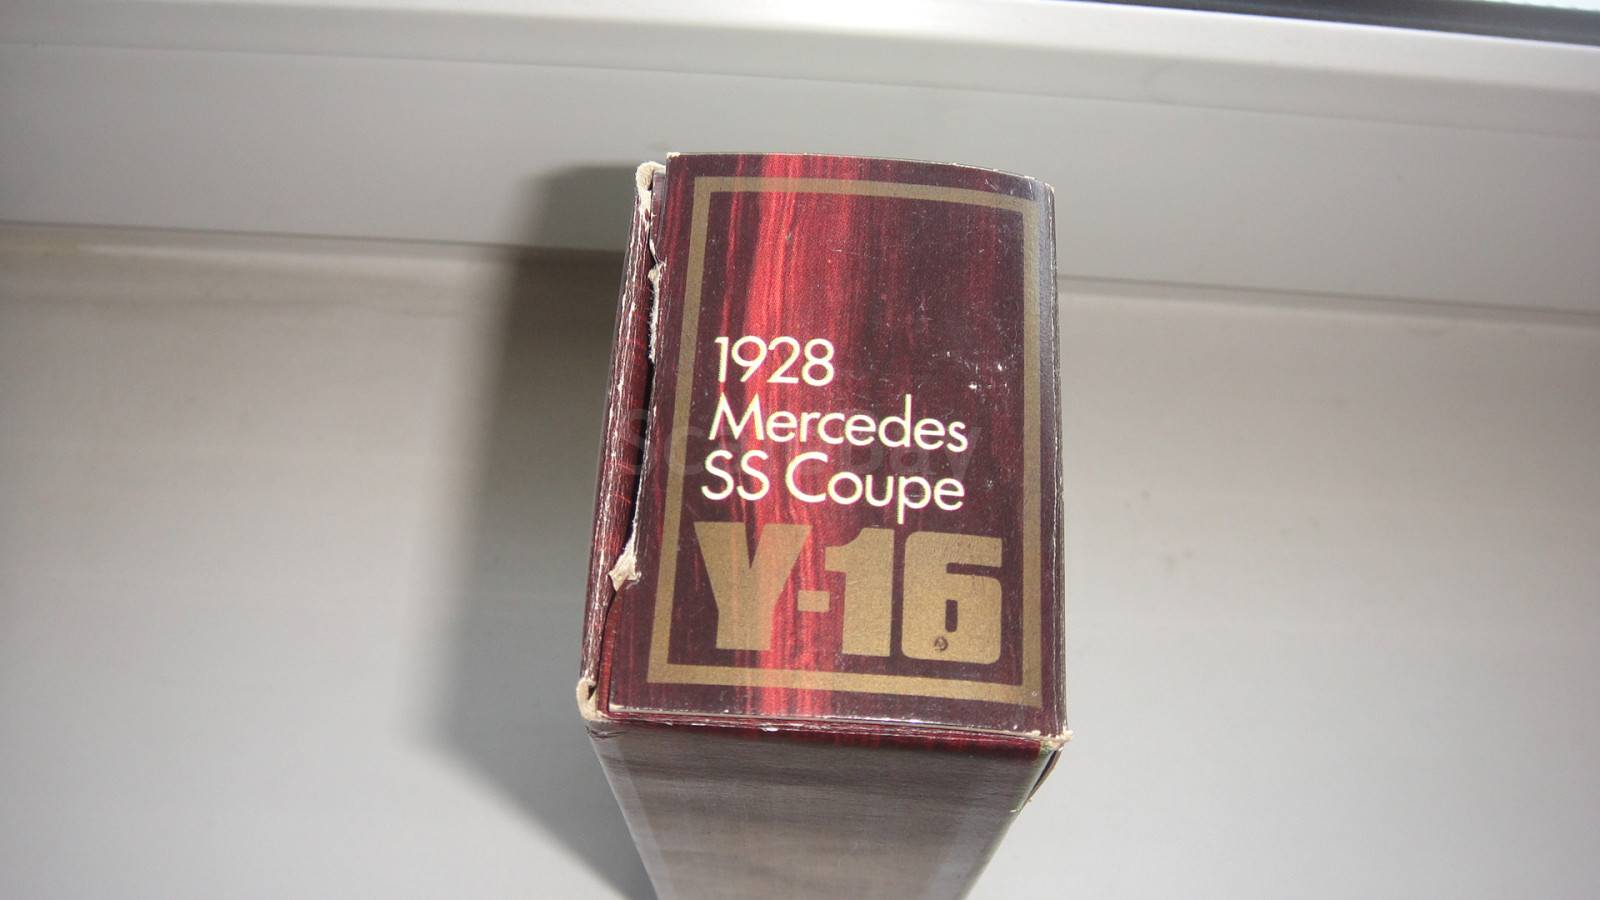 1928
Mercedes
SS Coupe
Y-16